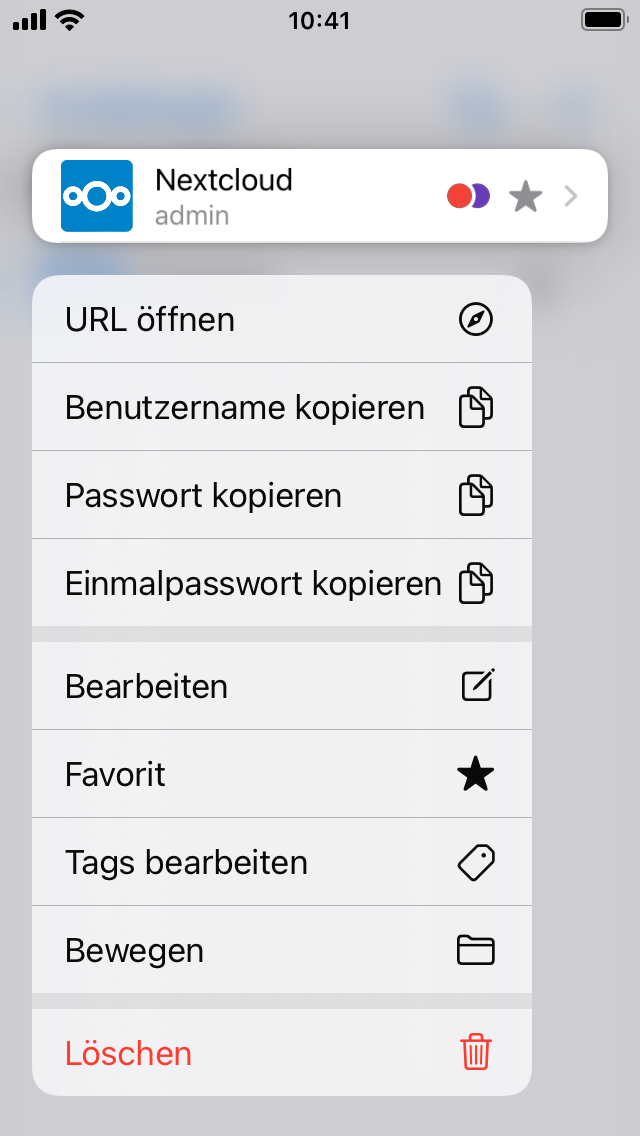 10:41
Nextcloud
admin
URL öffnen
Benutzername kopieren
Passwort kopieren
Einmalpasswort kopieren
Bearbeiten
Favorit
Tags bearbeiten
Bewegen
Löschen